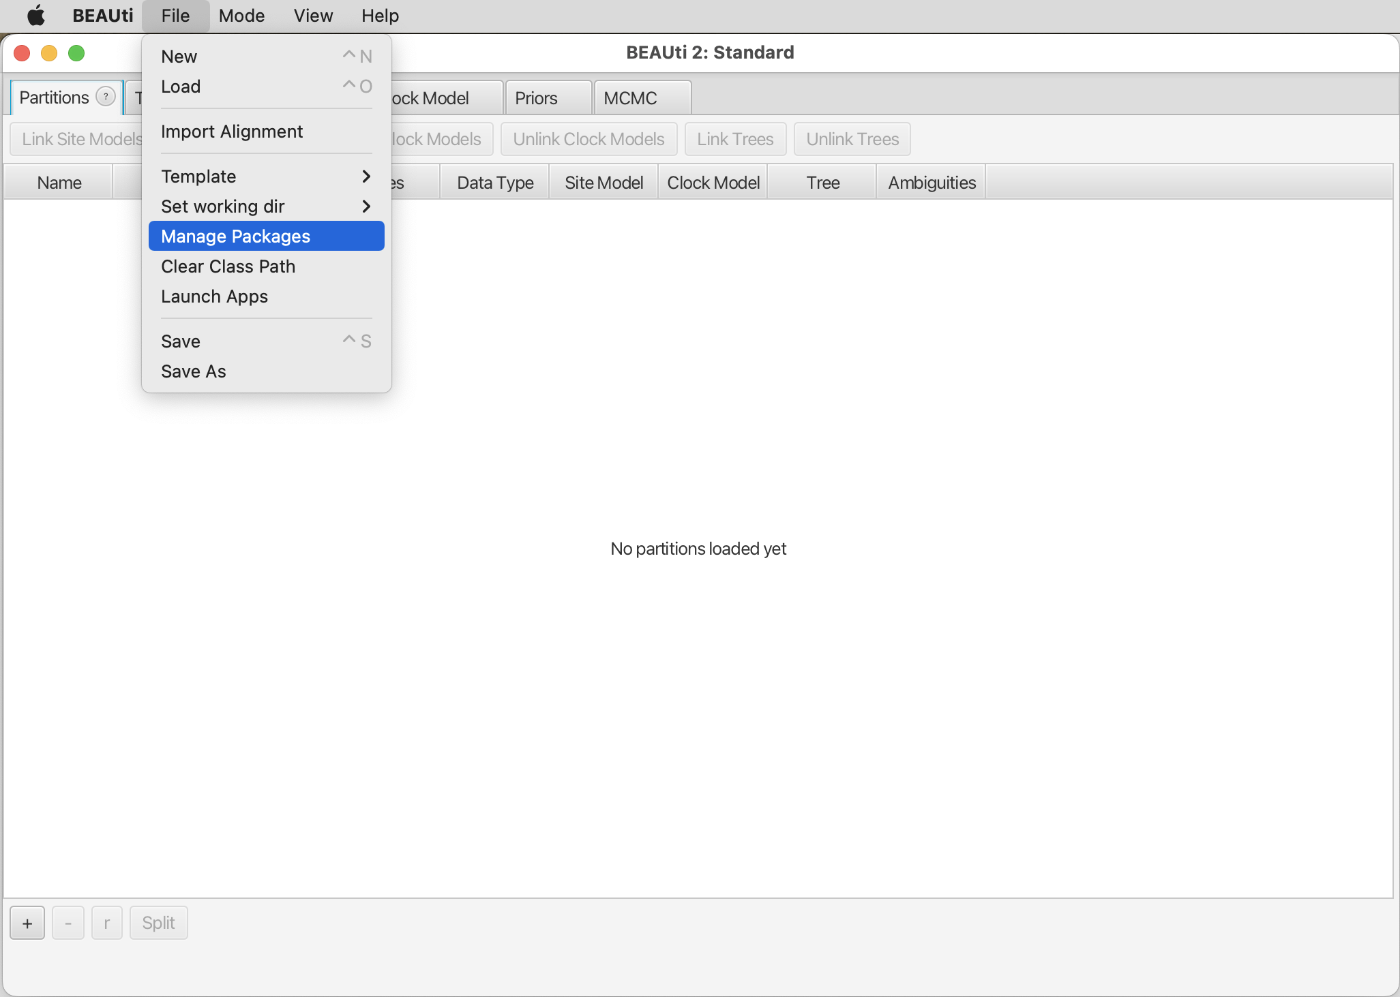 BEAUti File Mode View Help
BEAUti 2: Standard
Partitions ? T ock Model Priors MCMC
Link Site Models lock Models Unlink Clock Models Link Trees Unlink Trees
Name es Data Type Site Model Clock Model Tree Ambiguities
New ^ N
Load ^ O
Import Alignment
Template
Set working dir
Manage Packages
Clear Class Path
Launch Apps
Save ^ S
Save As
No partitions loaded yet
+ - r Split